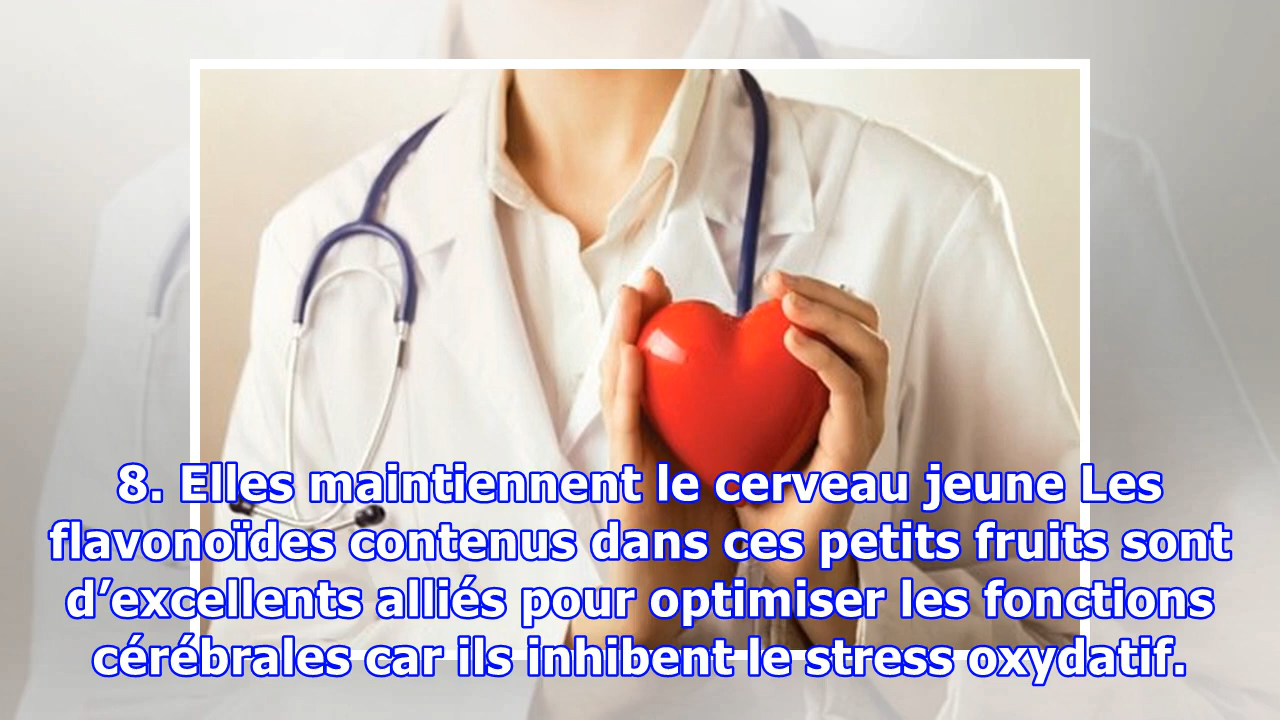 8. Elles maintiennent le cerveau jeune Les
flavonoïdes contenus dans ces petits fruits sont
d’excellents alliés pour optimiser les fonctions
cérébrales car ils inhibent le stress oxydatif.